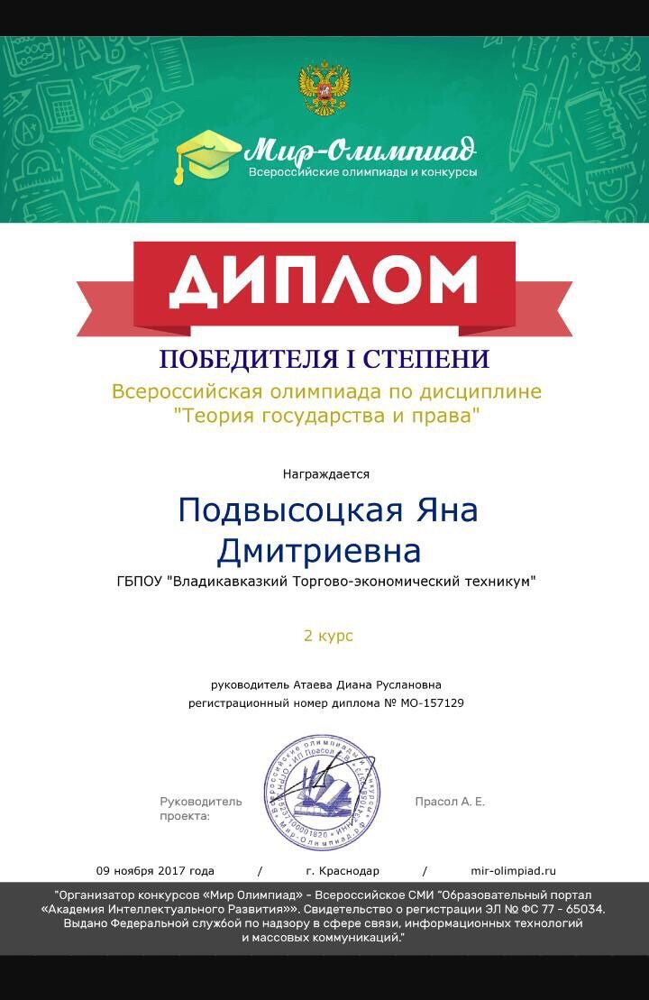 Мир-Олимпиад
Всероссийские олимпиады и конкурсы
ДИПЛОМ
ПОБЕДИТЕЛЯ I СТЕПЕНИ
Всероссийская олимпиада по дисциплине
"Теория государства и права"
Награждается
Подвысоцкая Яна
Дмитриевна
ГБПОУ "Владикавказкий Торгово-экономический техникум"
2 курс
руководитель Атаева Диана Руслановна
регистрационный номер диплома № МО-157129
Всероссийские олимпиады и конкурсы
Мир-Олимпиад.рф
ИП Прасол
Руководитель
проекта:
Прасол А. Е.
09 ноября 2017 года / г. Краснодар / mir-olimpiad.ru
"Организатор конкурсов «Мир Олимпиад» - Всероссийское СМИ "Образовательный портал
«Академия Интеллектуального Развития»». Свидетельство о регистрации ЭЛ № ФС 77 - 65034.
Выдано Федеральной службой по надзору в сфере связи, информационных технологий
и массовых коммуникаций."